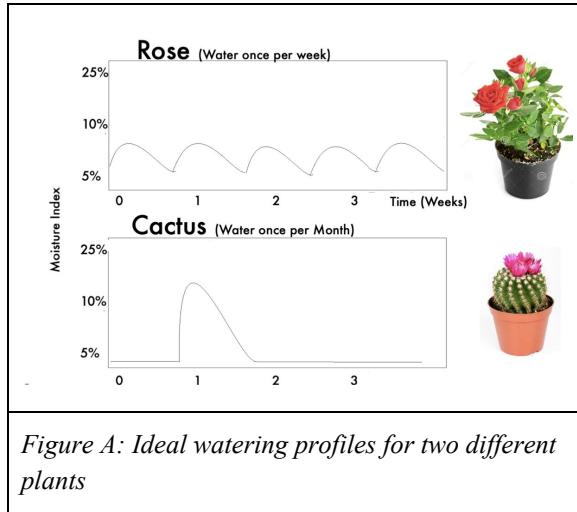 Rose (Water once per week)
25%
10%
5%
0 1 2 3 Time (Weeks)
Moisture Index
Cactus (Water once per Month)
25%
10%
5%
0 1 2 3
Figure A: Ideal watering profiles for two different
plants